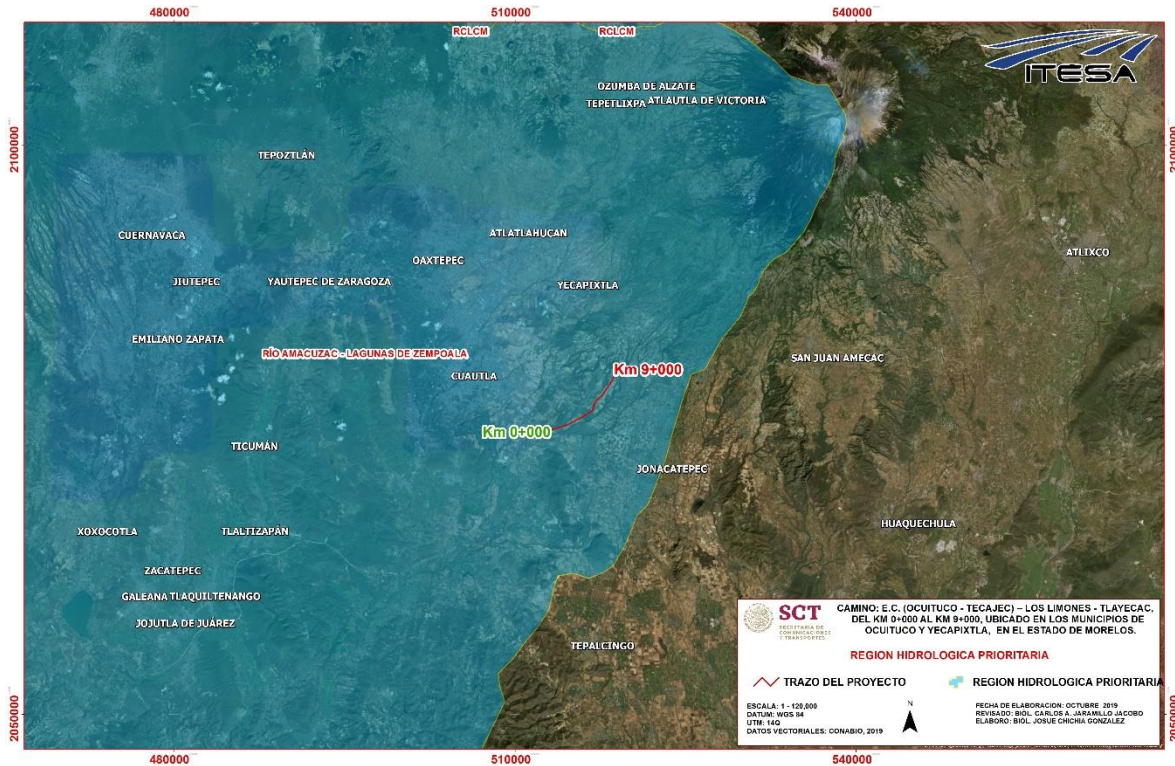 480000
510000
540000
RCLCM
RCLCM
ITESA
OZUMBA DE ALZATE
TEPETLIXPA
ATLAUTLA DE VICTORIA
2100000
2100000
TEPOZTLÁN
CUERNAVACA
ATLATLAHUCAN
OAXTEPEC
ATLIXCO
JIUTEPEC
YAUTEPEC DE ZARAGOZA
YECAPIXTLA
EMILIANO ZAPATA
RÍO AMACUZAC - LAGUNAS DE ZEMPOALA
SAN JUAN AMECAC
CUAUTLA
Km 9+000
Km 0+000
TICUMÁN
JONACATEPEC
XOXOCOTLA
TLALTIZAPÁN
HUAQUECHULA
ZACATEPEC
GALEANA
TLAQUILTENANGO
JOJUTLA DE JUÁREZ
TEPALCINGO
SCT
SECRETARÍA DE
COMUNICACIONES
Y TRANSPORTES
CAMINO: E.C. (OCUITUCO - TECAJEC) – LOS LIMONES - TLAYECAC,
DEL KM 0+000 AL KM 9+000, UBICADO EN LOS MUNICIPIOS DE
OCUITUCO Y YECAPIXTLA, EN EL ESTADO DE MORELOS.
REGION HIDROLOGICA PRIORITARIA
TRAZO DEL PROYECTO
REGION HIDROLOGICA PRIORITARIA
ESCALA: 1 - 120,000
DATUM: WGS 84
UTM: 14Q
DATOS VECTORIALES: CONABIO, 2019
N
FECHA DE ELABORACION: OCTUBRE 2019
REVISADO: BIÓL. CARLOS A. JARAMILLO JACOBO
ELABORO: BIÓL. JOSUE CHICHIA GONZALEZ
2050000
2050000
480000
510000
540000